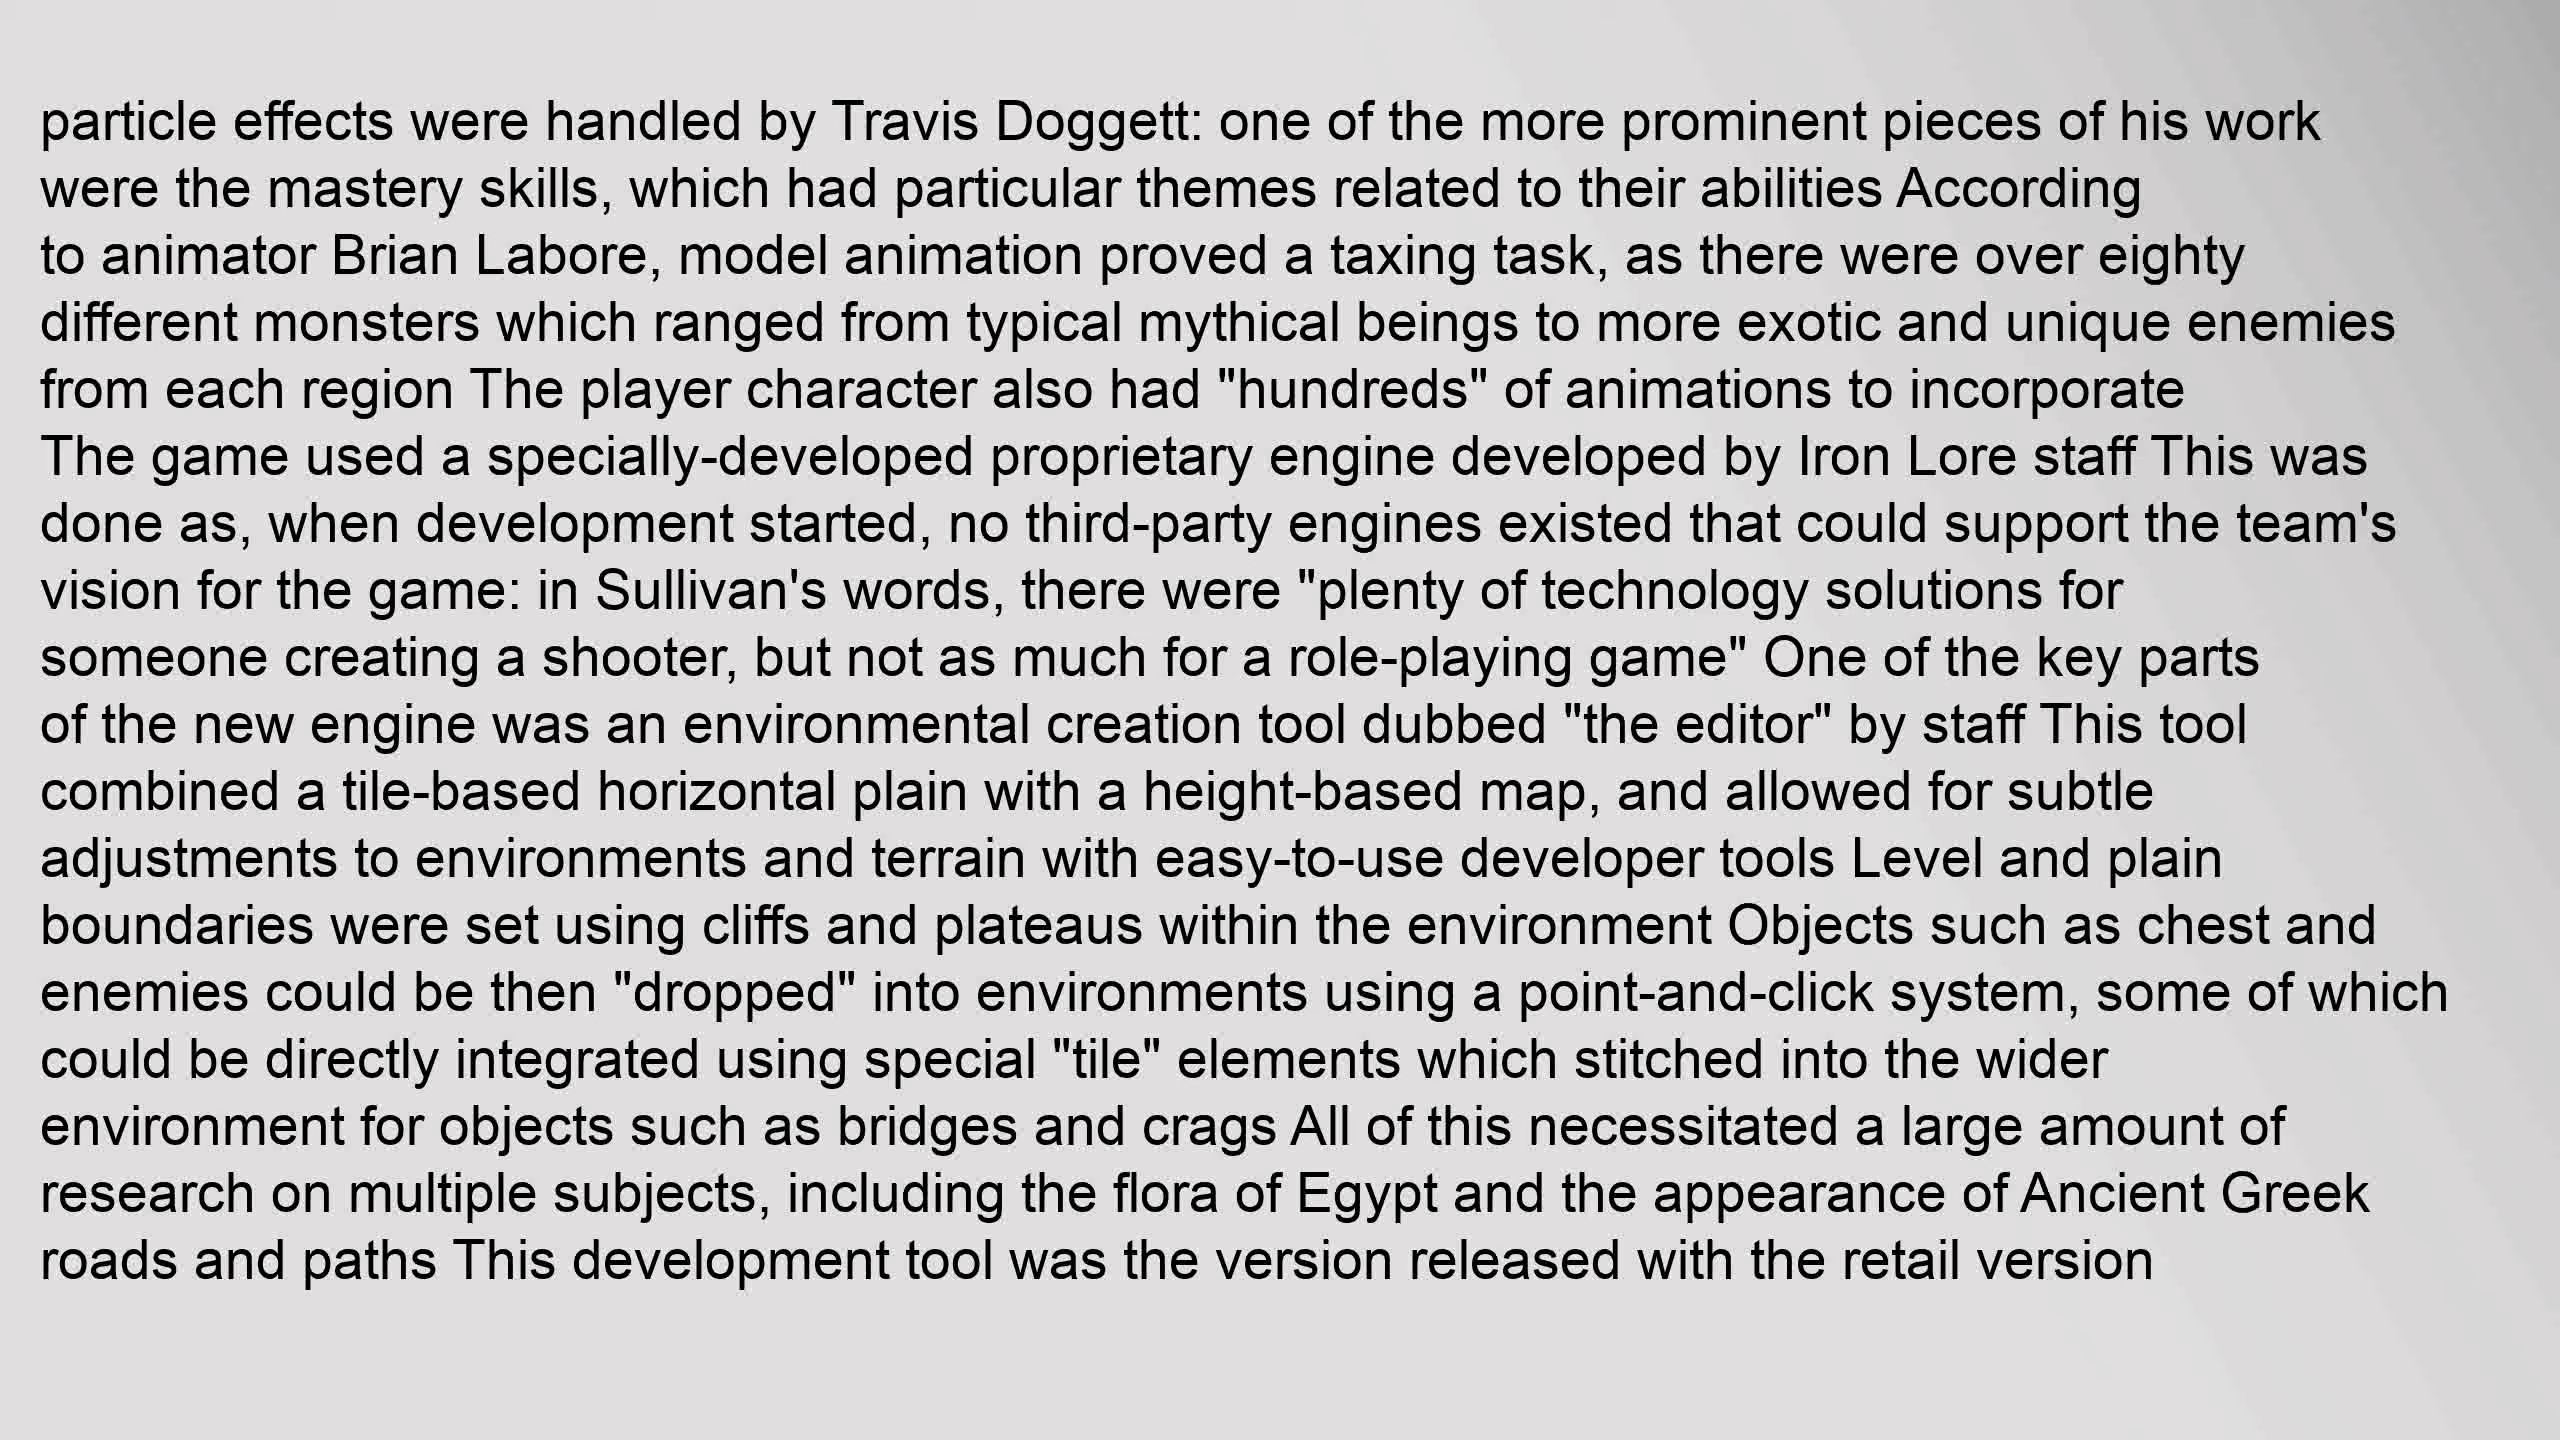 particle effects were handled by Travis Doggett: one of the more prominent pieces of his work
were the mastery skills, which had particular themes related to their abilities According
to animator Brian Labore, model animation proved a taxing task, as there were over eighty
different monsters which ranged from typical mythical beings to more exotic and unique enemies
from each region The player character also had "hundreds" of animations to incorporate
The game used a specially-developed proprietary engine developed by Iron Lore staff This was
done as, when development started, no third-party engines existed that could support the team's
vision for the game: in Sullivan's words, there were "plenty of technology solutions for
someone creating a shooter, but not as much for a role-playing game" One of the key parts
of the new engine was an environmental creation tool dubbed "the editor" by staff This tool
combined a tile-based horizontal plain with a height-based map, and allowed for subtle
adjustments to environments and terrain with easy-to-use developer tools Level and plain
boundaries were set using cliffs and plateaus within the environment Objects such as chest and
enemies could be then "dropped" into environments using a point-and-click system, some of which
could be directly integrated using special "tile" elements which stitched into the wider
environment for objects such as bridges and crags All of this necessitated a large amount of
research on multiple subjects, including the flora of Egypt and the appearance of Ancient Greek
roads and paths This development tool was the version released with the retail version